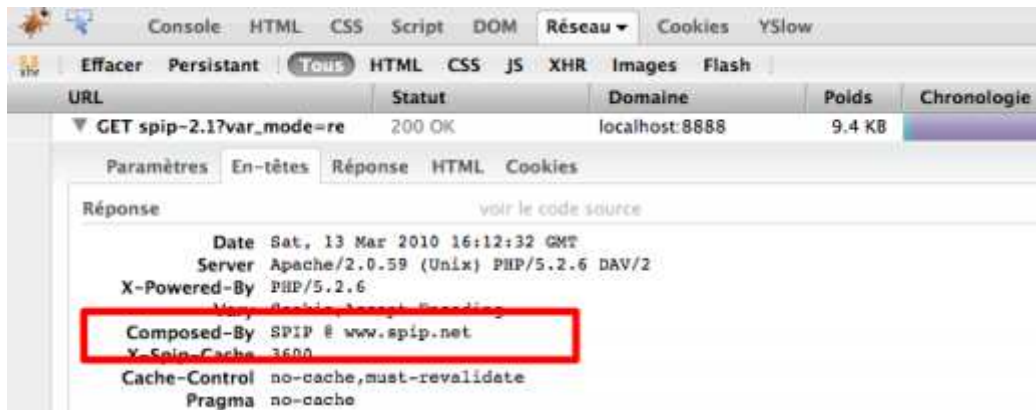 Console HTML CSS Script DOM Réseau Cookies YSlow
Effacer Persistant Tous HTML CSS JS XHR Images Flash
URL Statut Domaine Poids Chronologie
GET spip-2.1?var_mode=re 200 OK localhost:8888 9.4 KB
Paramètres En-têtes Réponse HTML Cookies
Réponse voir le code source
Date Sat, 13 Mar 2010 16:12:32 GMT
Server Apache/2.0.59 (Unix) PHP/5.2.6 DAV/2
X-Powered-By PHP/5.2.6
Vary Cookie,Accept-Encoding
Composed-By SPIP @ www.spip.net
X-Spip-Cache 3600
Cache-Control no-cache,must-revalidate
Pragma no-cache